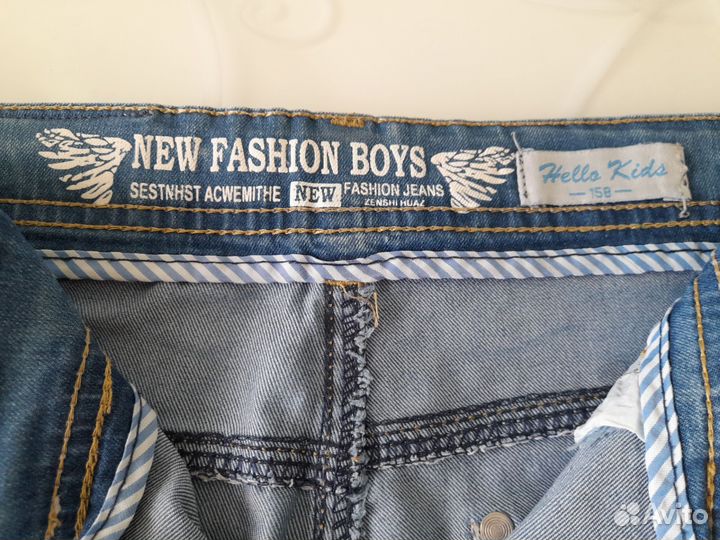 NEW FASHION BOYS
SESTNHST ACWEMITHE NEW FASHION JEANS
ZENSHI HUAZ
Hello Kids
158
Avito